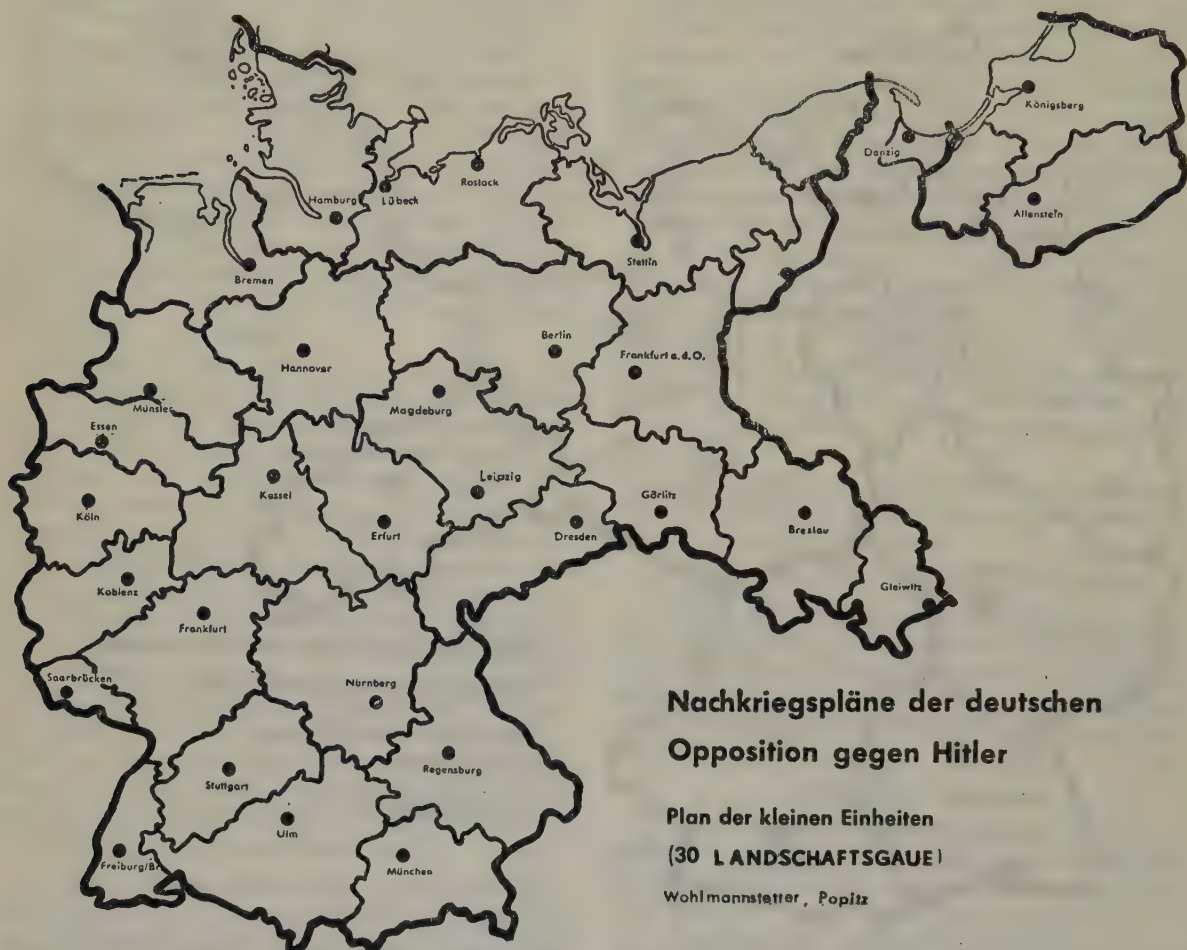 Königsberg
Danzig
Allenstein
Rostock
Lübeck
Hamburg
Stettin
Bremen
Berlin
Hannover
Frankfurt a.d.O.
Magdeburg
Münster
Essen
Leipzig
Kassel
Görlitz
Köln
Erfurt
Dresden
Breslau
Koblenz
Gleiwitz
Frankfurt
Saarbrücken
Nürnberg
Regensburg
Stuttgart
Ulm
Freiburg/Br.
München
Nachkriegspläne der deutschen
Opposition gegen Hitler
Plan der kleinen Einheiten
(30 LANDSCHAFTSGAUE)
Wohlmannstetter, Popitz